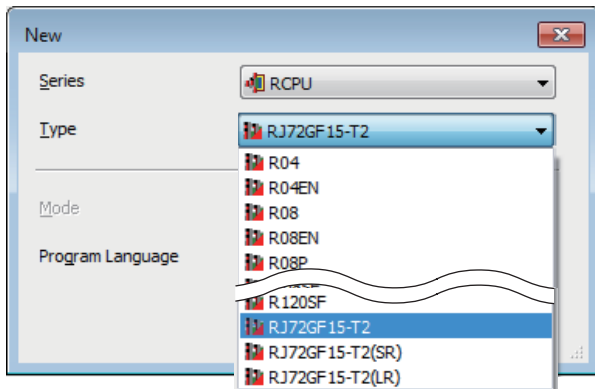 New
Series
RCPU
Type
RJ72GF15-T2
R04
R04EN
Mode
R08
R08EN
Program Language
R08P
R120SF
RJ72GF15-T2
RJ72GF15-T2(SR)
RJ72GF15-T2(LR)